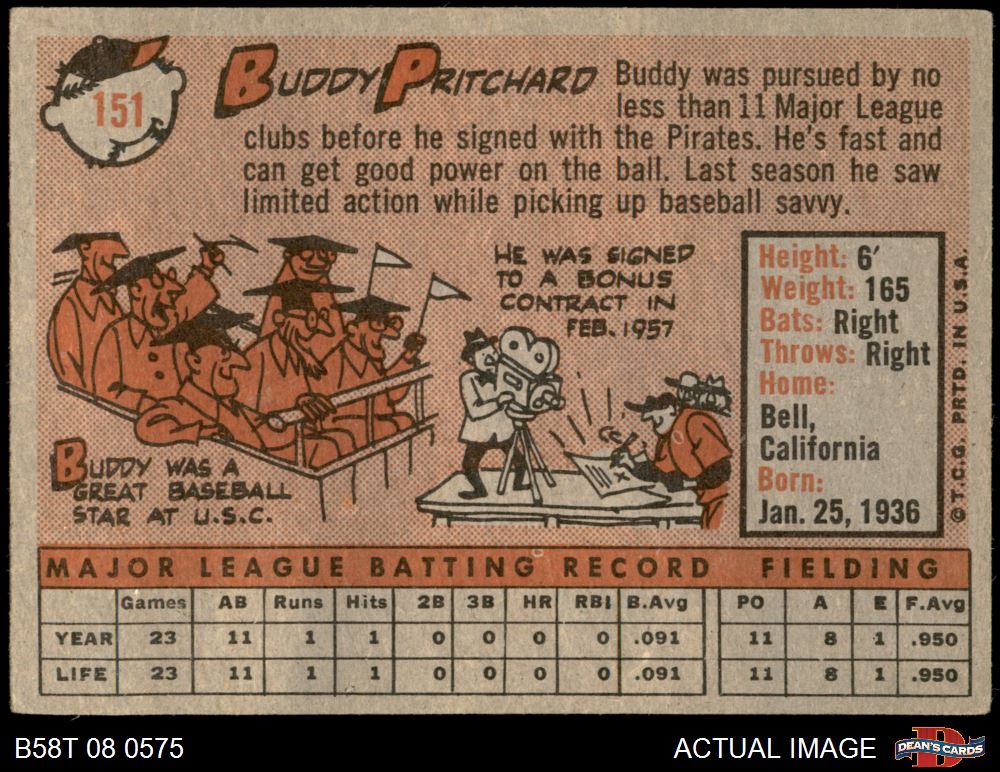 151
BUDDY PRITCHARD
Buddy was pursued by no
less than 11 Major League
clubs before he signed with the Pirates. He's fast and
can get good power on the ball. Last season he saw
limited action while picking up baseball savvy.
HE WAS SIGNED
TO A BONUS
CONTRACT IN
FEB. 1957
BUDDY WAS A
GREAT BASEBALL
STAR AT U.S.C.
Height: 6'
Weight: 165
Bats: Right
Throws: Right
Home:
Bell,
California
Born:
Jan. 25, 1936
© T.C.G. PRTD. IN U.S.A.
MAJOR LEAGUE BATTING RECORD FIELDING
Games AB Runs Hits 2B 3B HR RBI B.Avg PO A E F.Avg
YEAR 23 11 1 1 0 0 0 0 .091 11 8 1 .950
LIFE 23 11 1 1 0 0 0 0 .091 11 8 1 .950
B58T 08 0575 ACTUAL IMAGE D DEAN'S CARDS